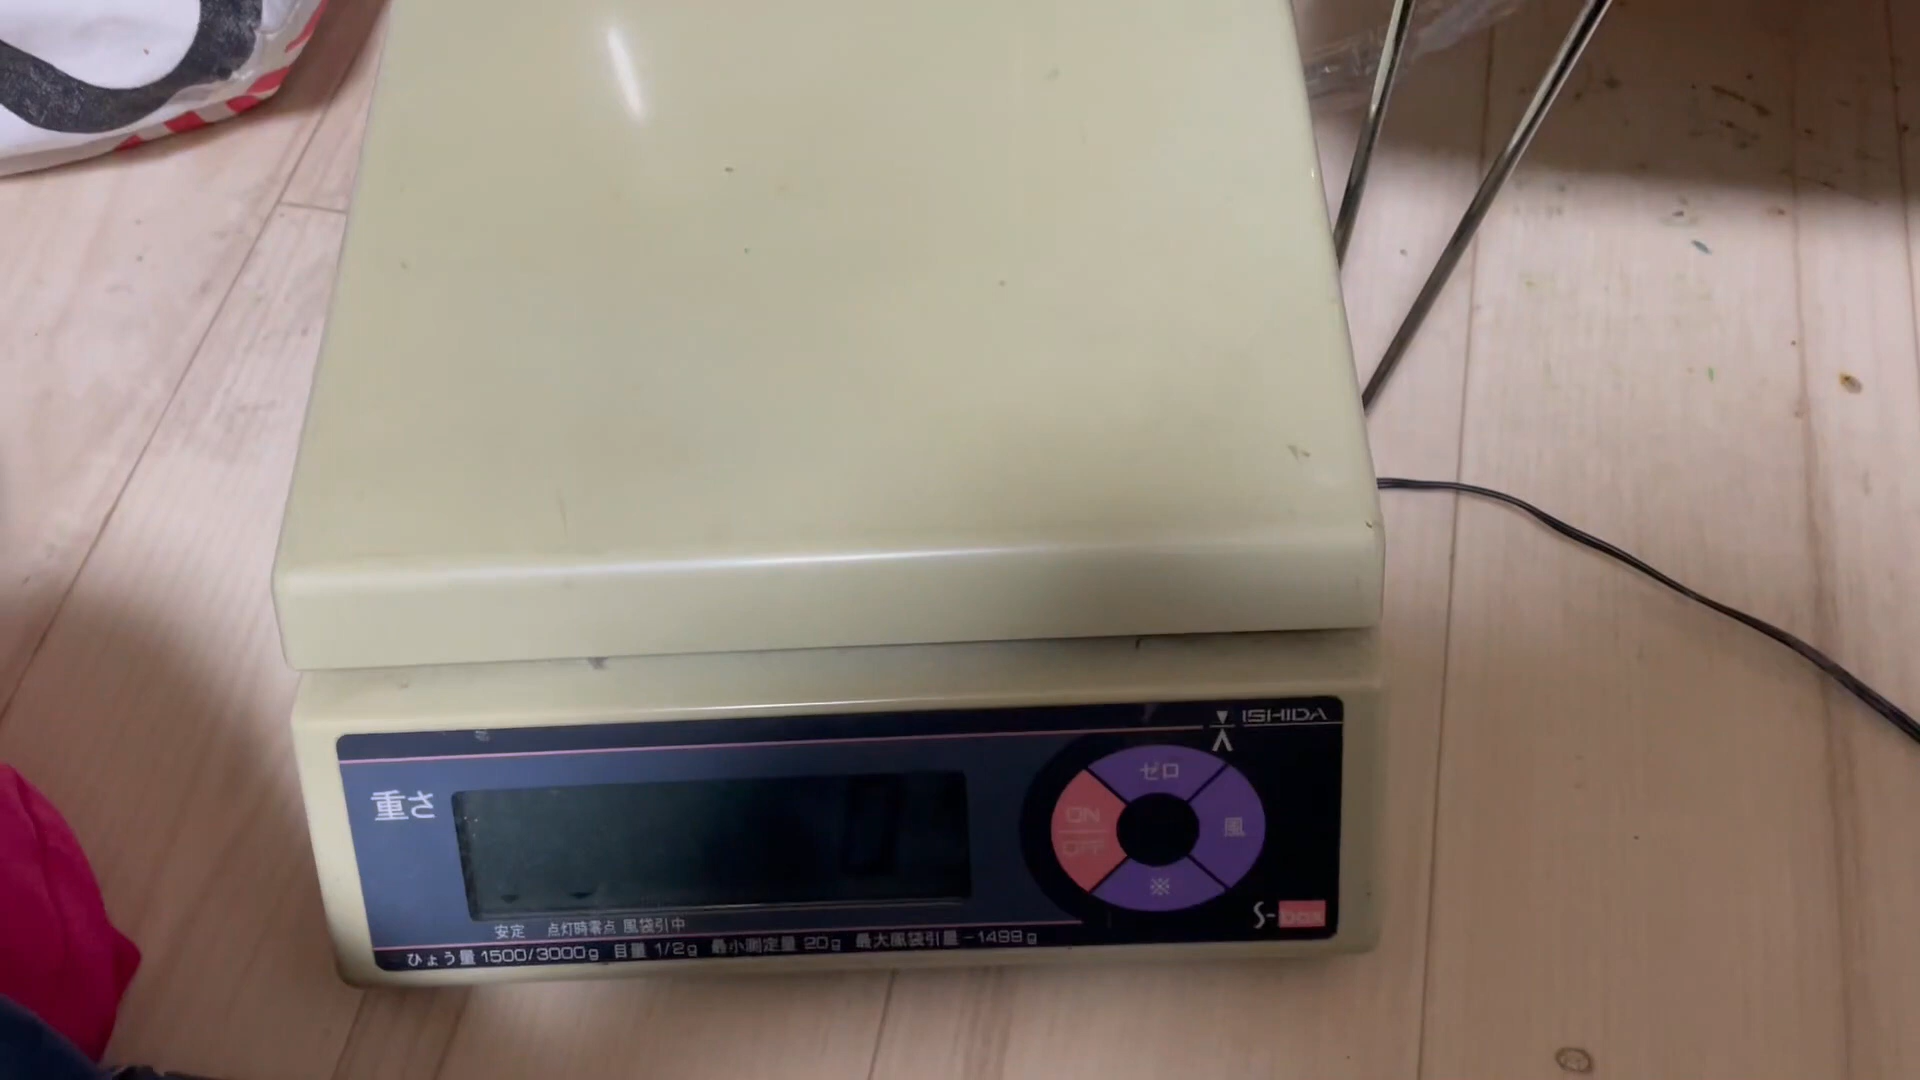 ISHIDA
重さ
ゼロ
ON
OFF
風
※
S-box
安定 点灯時零点 風袋引中
ひょう量 1500/3000g 目量 1/2g 最小測定量 20g 最大風袋引量 -1499g